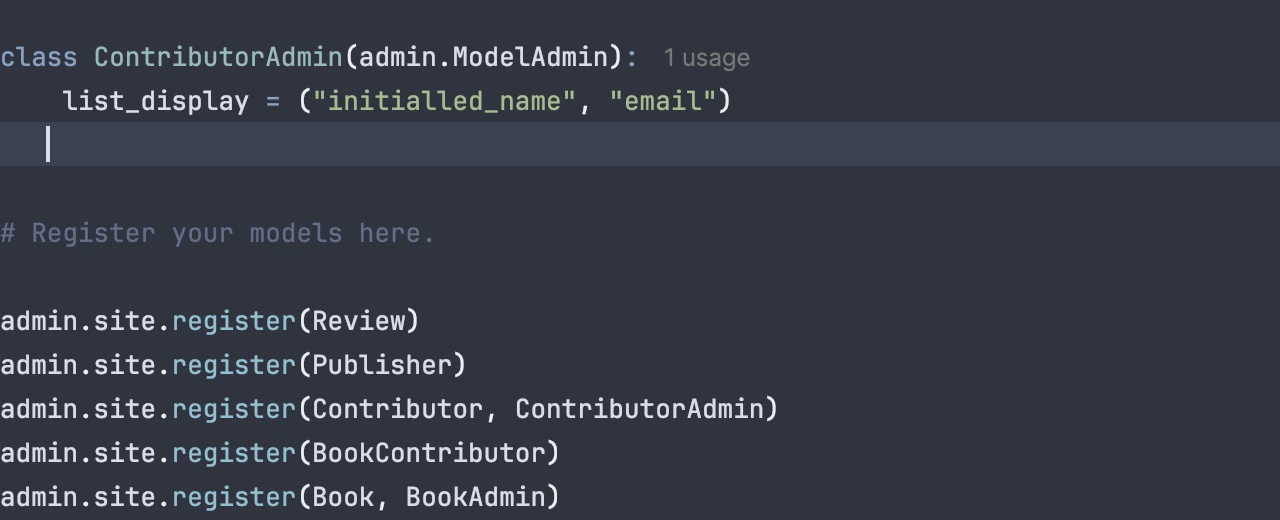 class ContributorAdmin(admin.ModelAdmin): 1 usage
    list_display = ("initialled_name", "email")
# Register your models here.
admin.site.register(Review)
admin.site.register(Publisher)
admin.site.register(Contributor, ContributorAdmin)
admin.site.register(BookContributor)
admin.site.register(Book, BookAdmin)